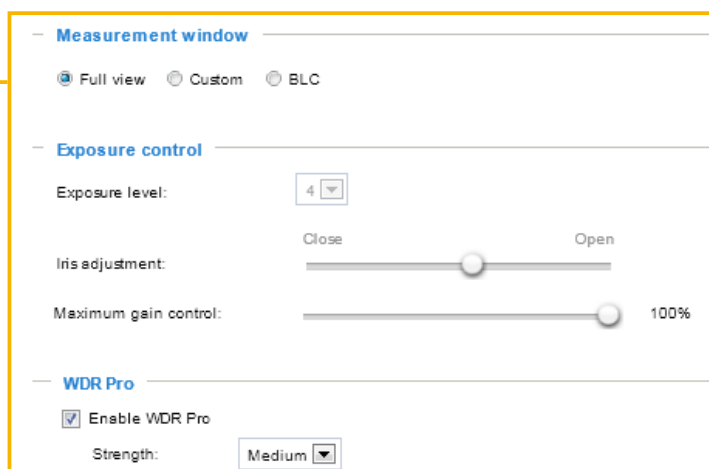 Measurement window
Full view Custom BLC
Exposure control
Exposure level: 4
Close Open
Iris adjustment:
Maximum gain control: 100%
WDR Pro
Enable WDR Pro
Strength: Medium